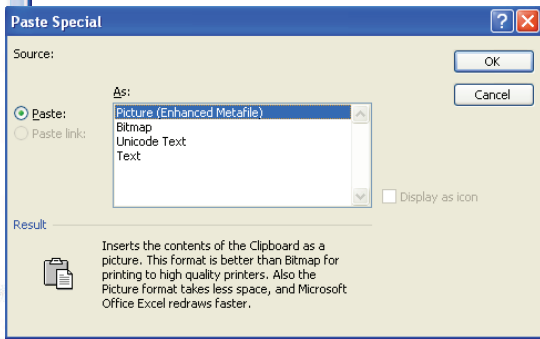 Paste Special
Source:
OK
Cancel
As:
Paste:
Paste link:
Picture (Enhanced Metafile)
Bitmap
Unicode Text
Text
Display as icon
Result
Inserts the contents of the Clipboard as a
picture. This format is better than Bitmap for
printing to high quality printers. Also the
Picture format takes less space, and Microsoft
Office Excel redraws faster.